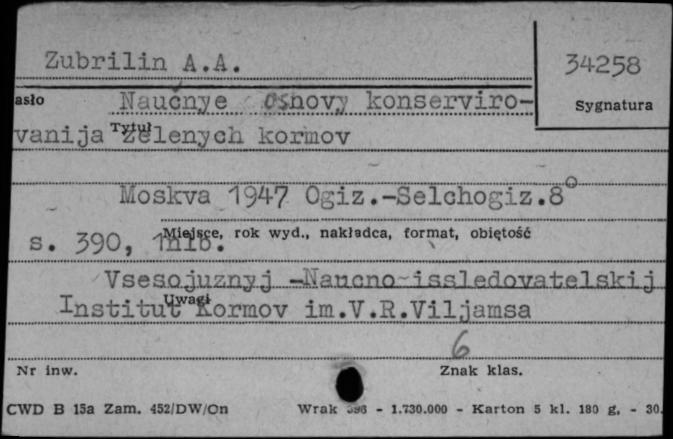 Zubrilin A.A.
34258
asło
Naučnye osnovy konserviro-
Sygnatura
vanija zelenych kormov
Tytuł
Moskva 1947 Ogiz.-Selchogiz.8°
Miejsce, rok wyd., nakładca, format, objętość
s. 390, 1nlb.
Vsesojuznyj -Naucno-issledovatelskij
Uwagi
Institut Kormov im.V.R.Viljamsa
6
Nr inw.
Znak klas.
CWD B 15a Zam. 452/DW/On
Wrak - 1.730.000 - Karton 5 kl. 180 g. - 30.